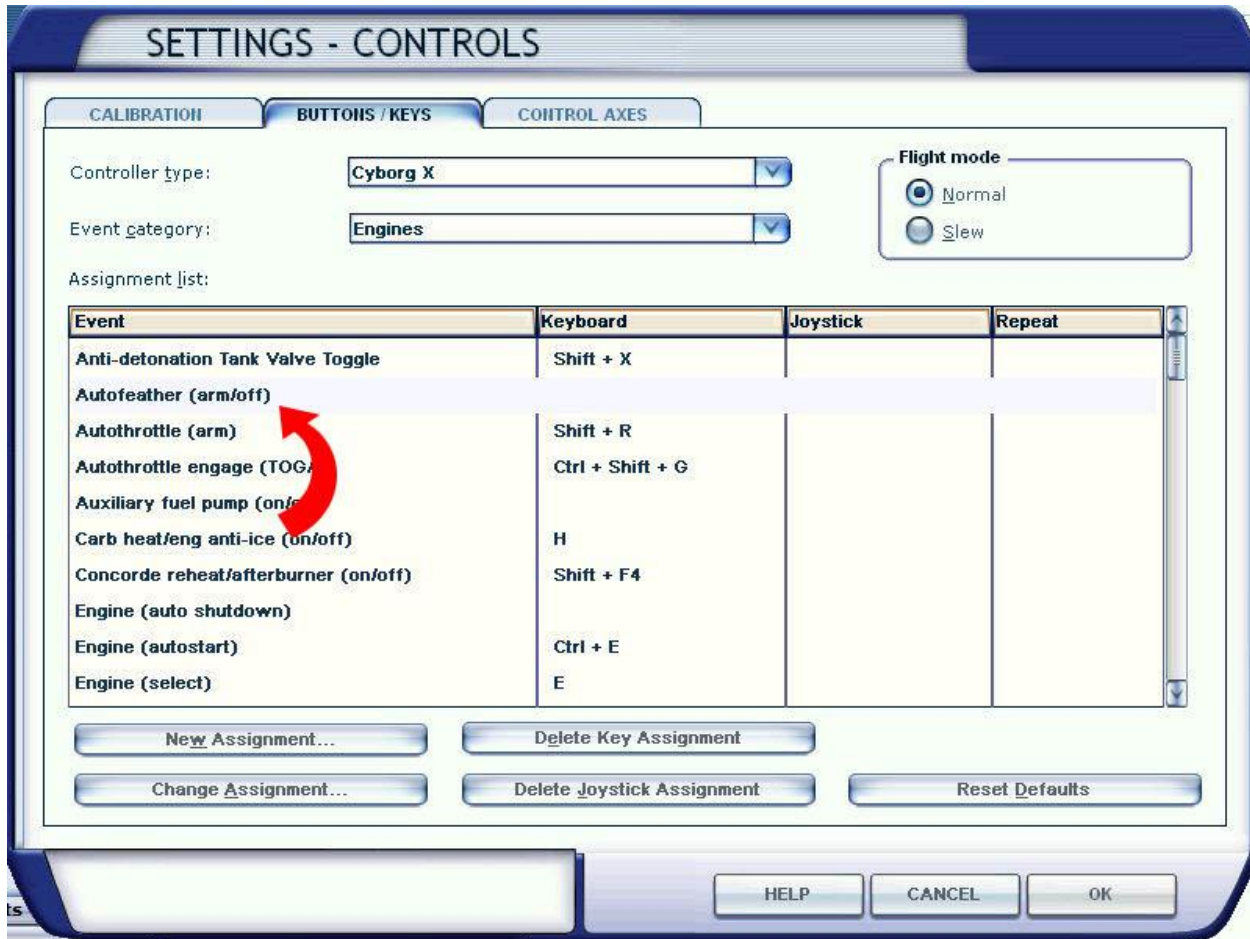 SETTINGS - CONTROLS
CALIBRATION BUTTONS / KEYS CONTROL AXES
Controller type: Cyborg X
Flight mode
Normal
Event category: Engines
Slew
Assignment list:
Event Keyboard Joystick Repeat
Anti-detonation Tank Valve Toggle Shift + X
Autofeather (arm/off)
Autothrottle (arm) Shift + R
Autothrottle engage Ctrl + Shift + G
Auxiliary fuel pump
Carb heat/eng anti-ice (on/off) H
Concorde reheat/afterburner (on/off) Shift + F4
Engine (auto shutdown)
Engine (autostart) Ctrl + E
Engine (select) E
New Assignment... Delete Key Assignment
Change Assignment... Delete Joystick Assignment Reset Defaults
HELP CANCEL OK
ts